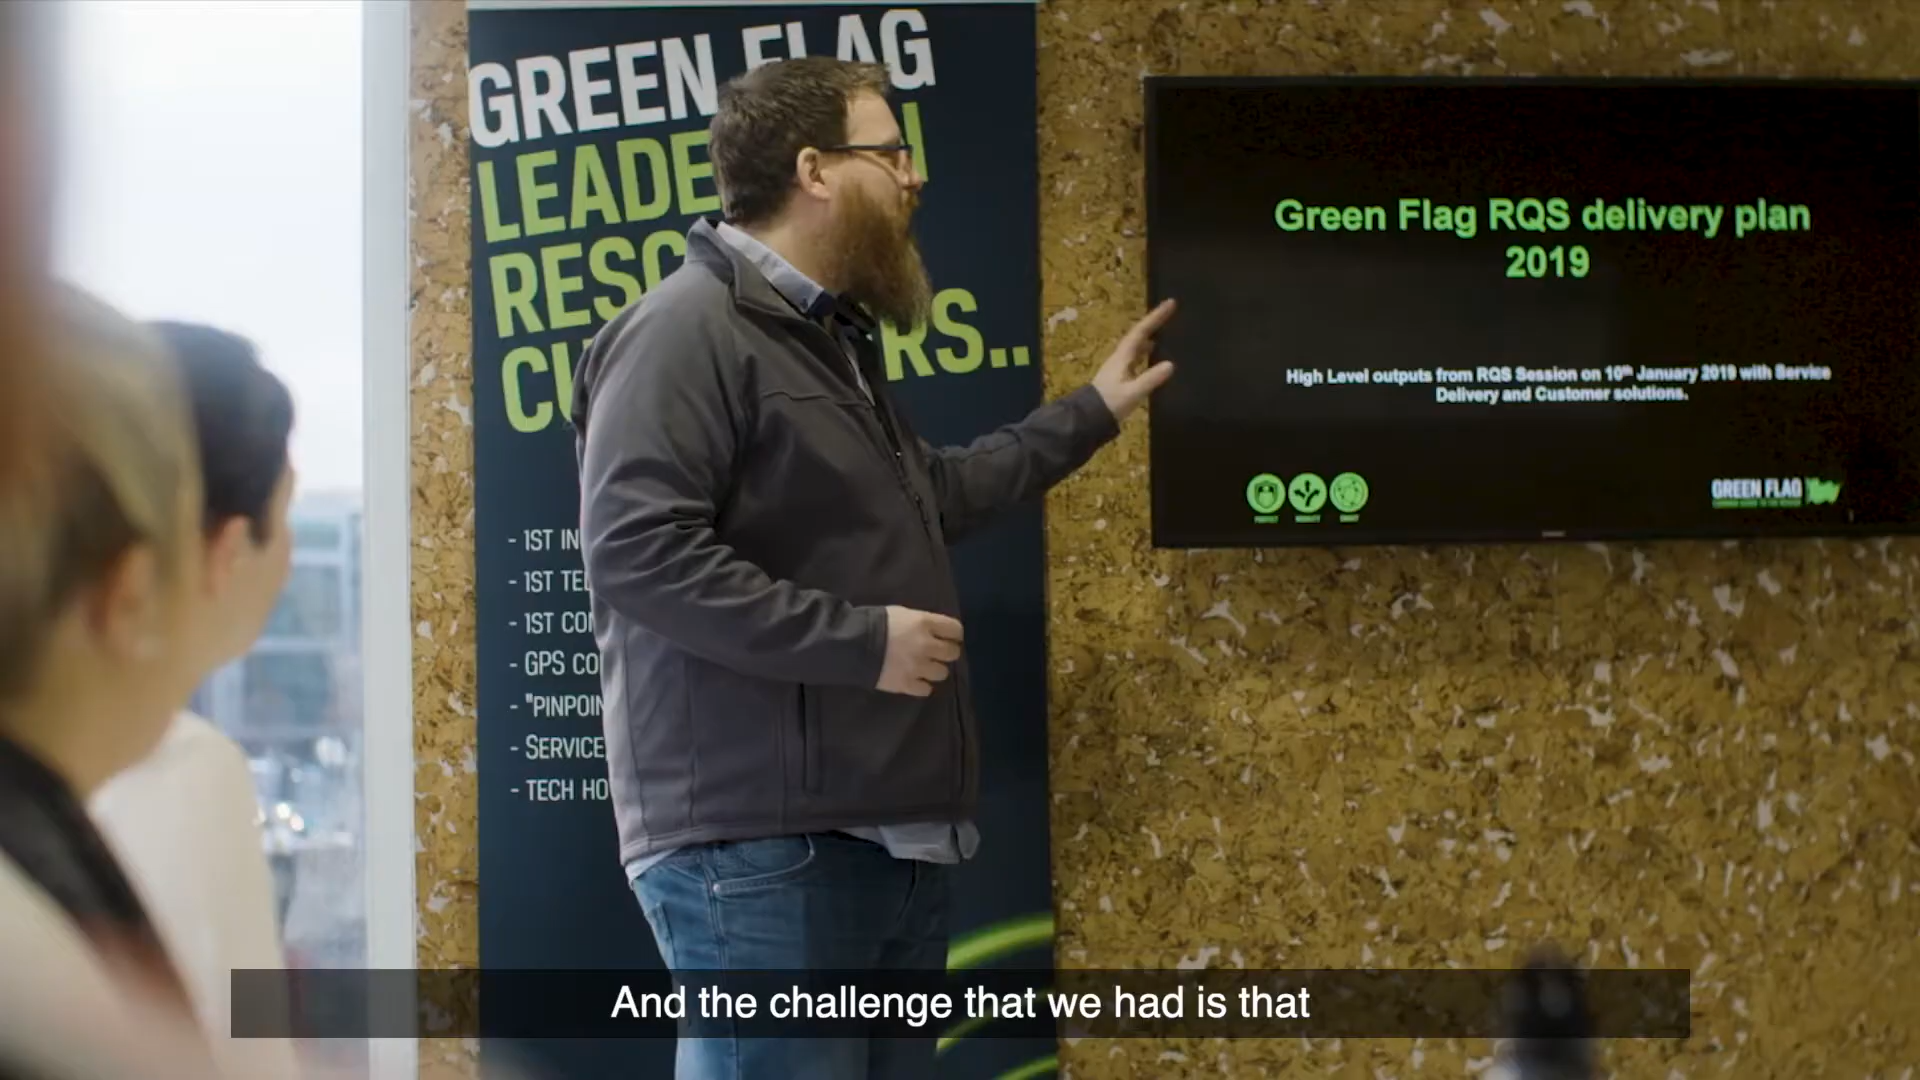 GREEN FLAG
LEADE
RESC
CU RS..
- 1ST IN
- 1ST TE
- 1ST CO
- GPS CO
- "PINPOIN
- SERVICE
- TECH HO
Green Flag RQS delivery plan
2019
High Level outputs from RQS Session on 10th January 2019 with Service
Delivery and Customer solutions.
GREEN FLAG
And the challenge that we had is that